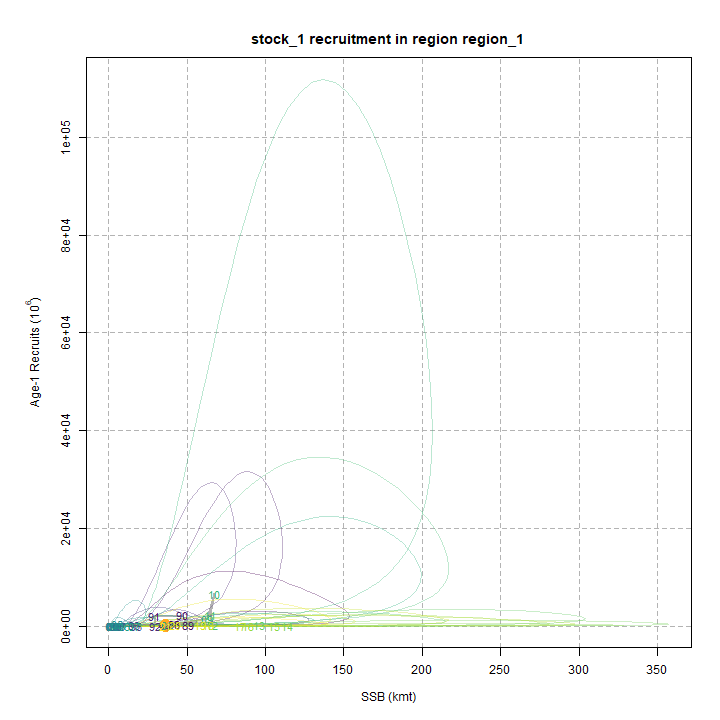 stock_1 recruitment in region region_1
Age-1 Recruits (10^6)
1e+05
8e+04
6e+04
4e+04
2e+04
0e+00
10
91
90
92
89
0 50 100 150 200 250 300 350
SSB (kmt)